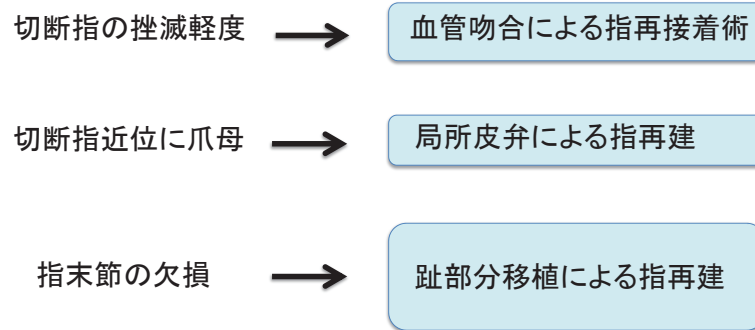 切断指の挫滅軽度
血管吻合による指再接着術
切断指近位に爪母
局所皮弁による指再建
指末節の欠損
趾部分移植による指再建